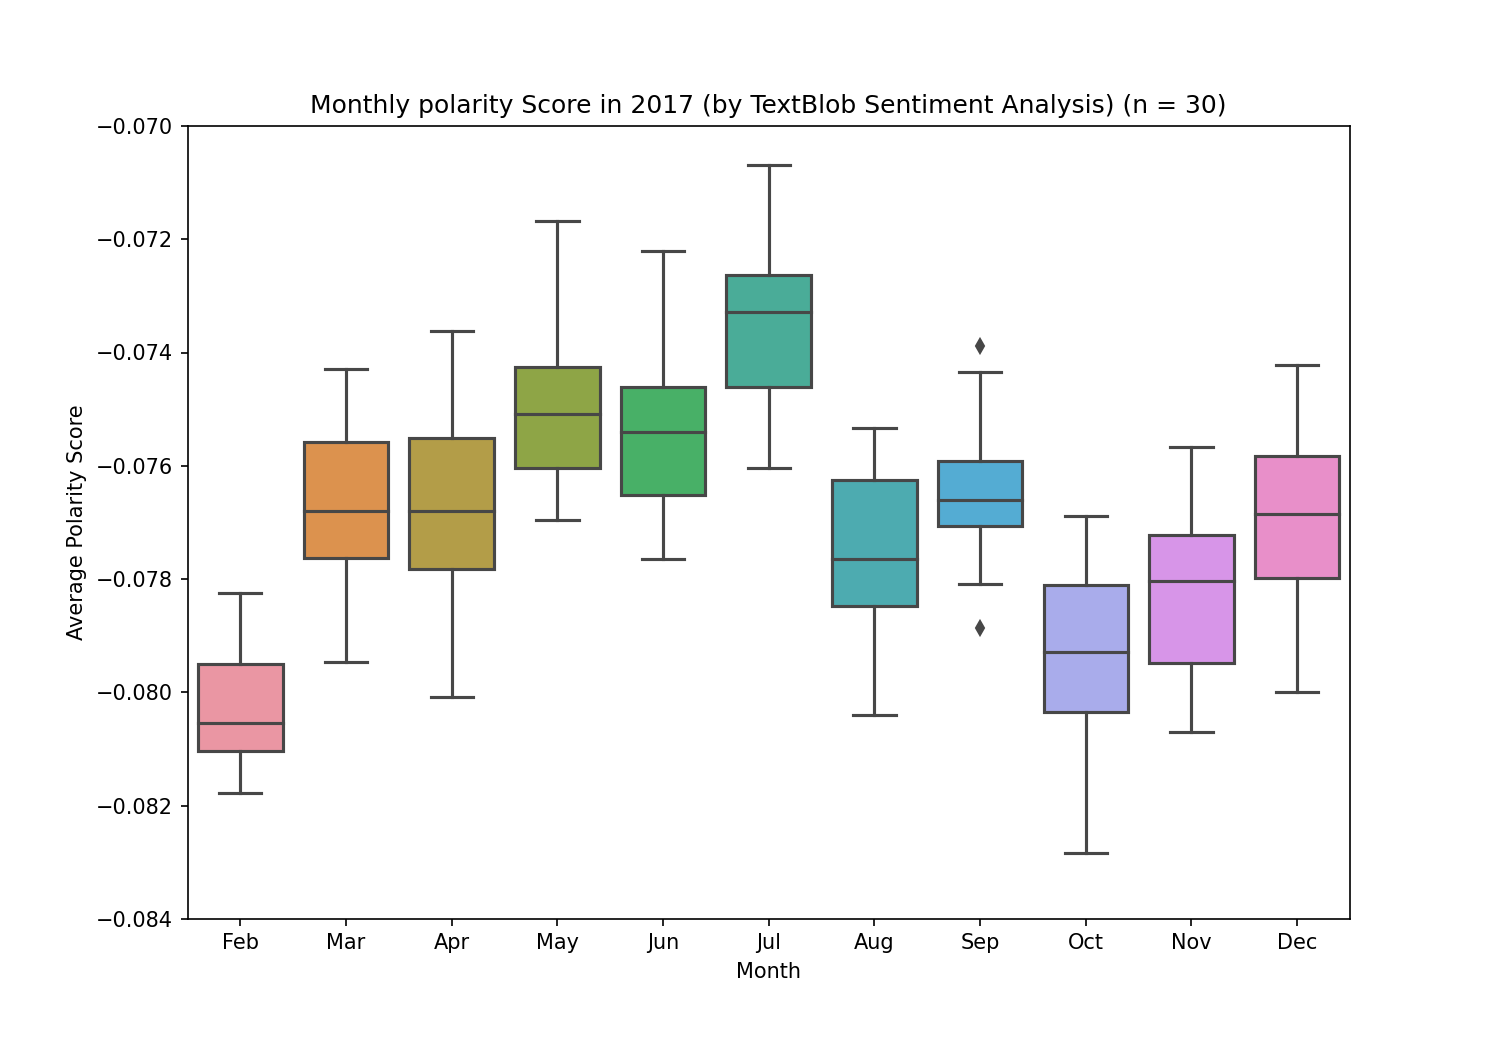 Monthly polarity Score in 2017 (by TextBlob Sentiment Analysis) (n = 30)
−0.070
−0.072
−0.074
−0.076
−0.078
−0.080
−0.082
−0.084
Average Polarity Score
Feb Mar Apr May Jun Jul Aug Sep Oct Nov Dec
Month